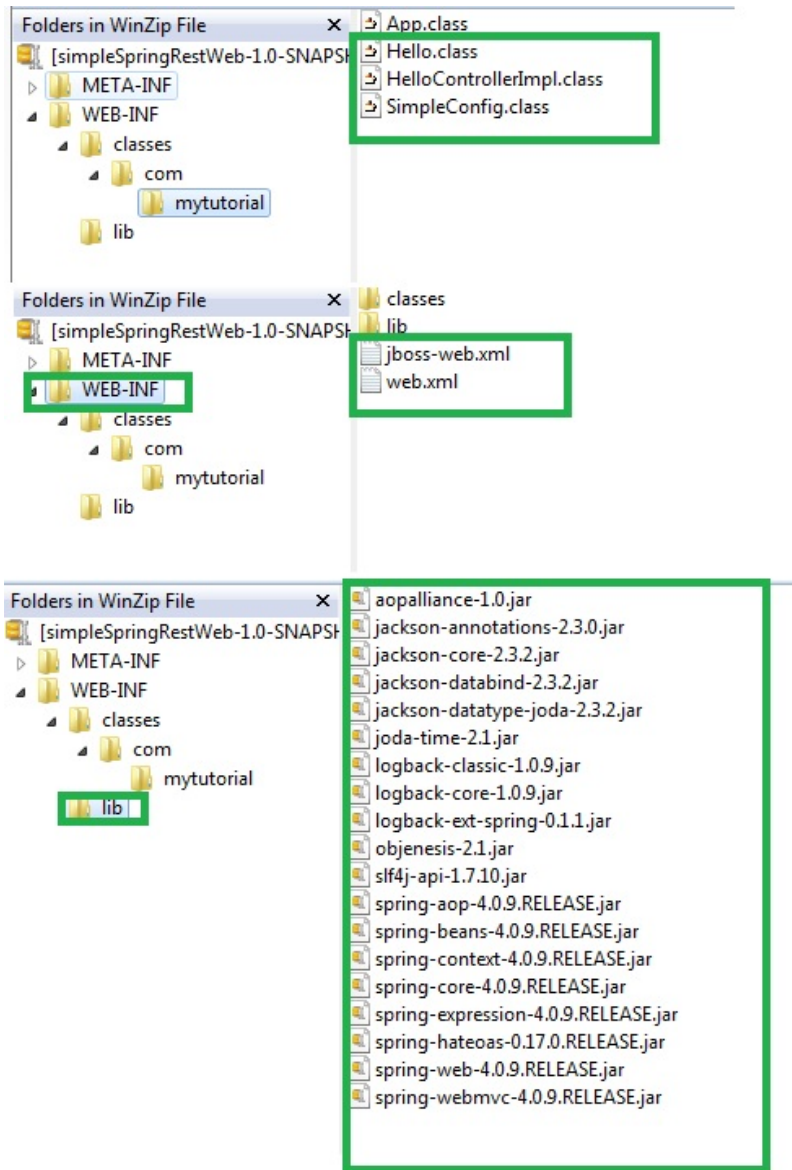 Folders in WinZip File
[simpleSpringRestWeb-1.0-SNAPSH
META-INF
WEB-INF
classes
com
mytutorial
lib
App.class
Hello.class
HelloControllerImpl.class
SimpleConfig.class
Folders in WinZip File
[simpleSpringRestWeb-1.0-SNAPSH
META-INF
WEB-INF
classes
com
mytutorial
lib
classes
lib
jboss-web.xml
web.xml
Folders in WinZip File
[simpleSpringRestWeb-1.0-SNAPSH
META-INF
WEB-INF
classes
com
mytutorial
lib
aopalliance-1.0.jar
jackson-annotations-2.3.0.jar
jackson-core-2.3.2.jar
jackson-databind-2.3.2.jar
jackson-datatype-joda-2.3.2.jar
joda-time-2.1.jar
logback-classic-1.0.9.jar
logback-core-1.0.9.jar
logback-ext-spring-0.1.1.jar
objenesis-2.1.jar
slf4j-api-1.7.10.jar
spring-aop-4.0.9.RELEASE.jar
spring-beans-4.0.9.RELEASE.jar
spring-context-4.0.9.RELEASE.jar
spring-core-4.0.9.RELEASE.jar
spring-expression-4.0.9.RELEASE.jar
spring-hateoas-0.17.0.RELEASE.jar
spring-web-4.0.9.RELEASE.jar
spring-webmvc-4.0.9.RELEASE.jar